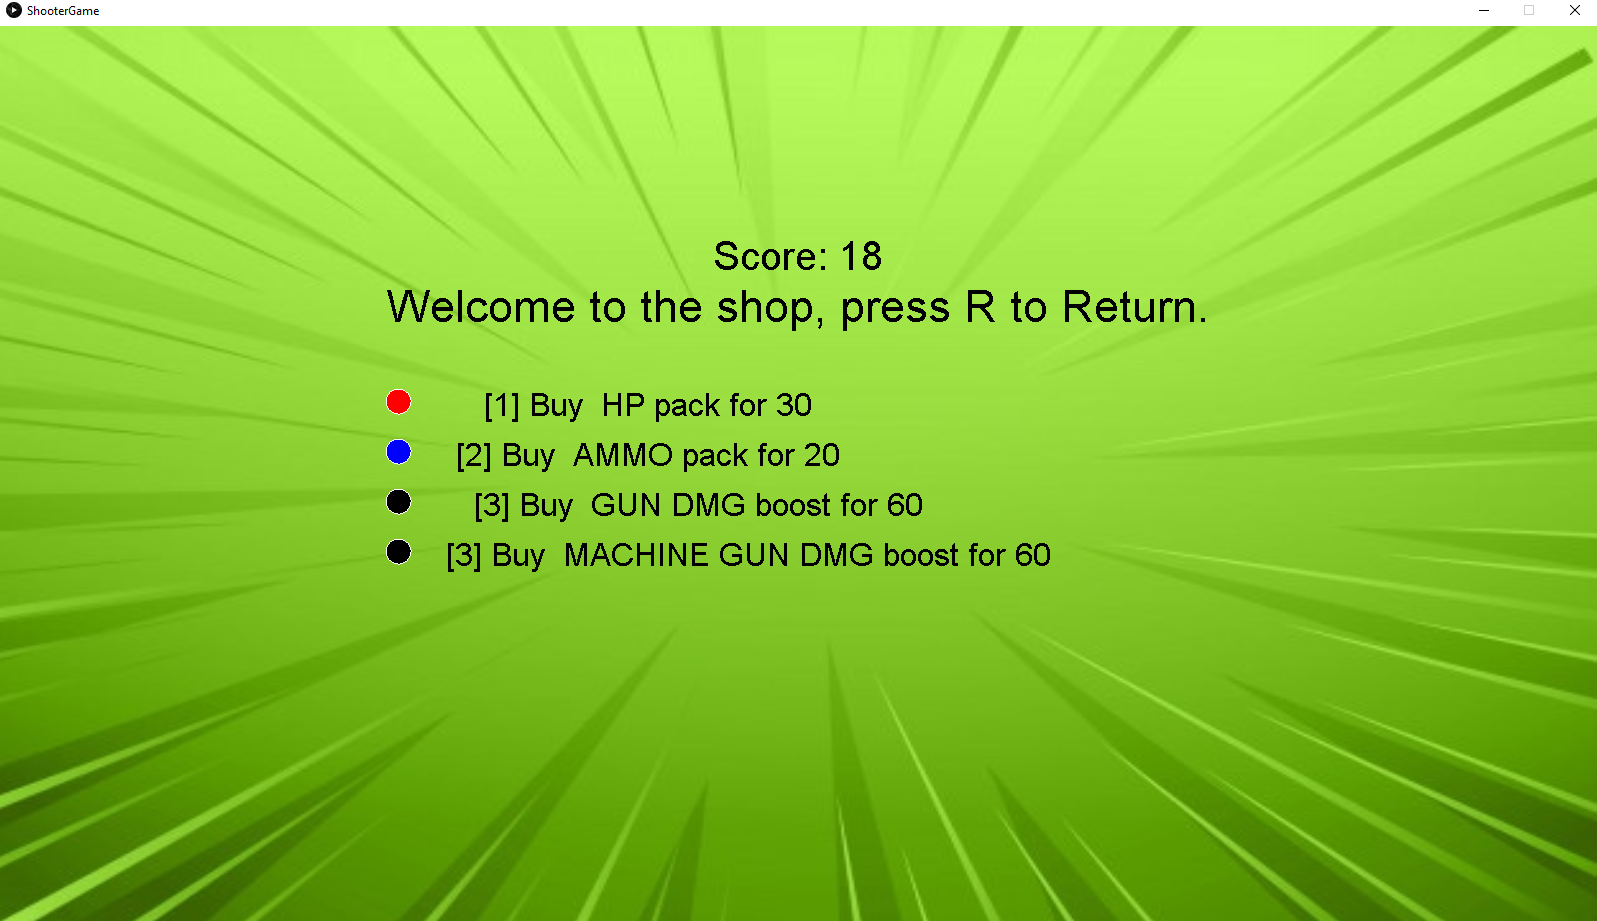 ShooterGame
Score: 18
Welcome to the shop, press R to Return.
[1] Buy  HP pack for 30
[2] Buy  AMMO pack for 20
[3] Buy  GUN DMG boost for 60
[3] Buy  MACHINE GUN DMG boost for 60